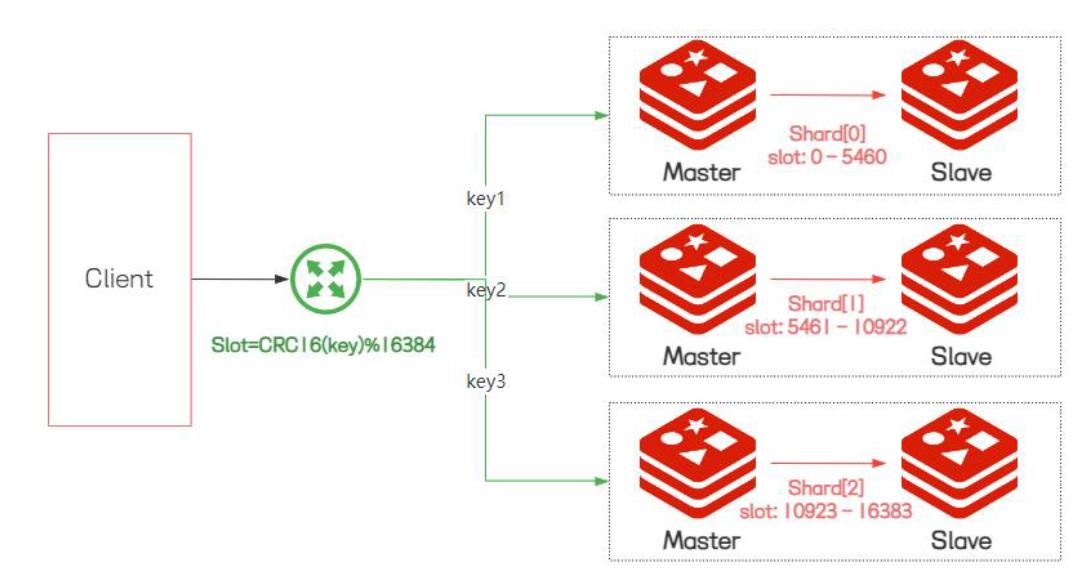 Client
Slot=CRC16(key)%16384
key1
key2
key3
Shard[0]
slot: 0 - 5460
Master
Slave
Shard[1]
slot: 5461 - 10922
Master
Slave
Shard[2]
slot: 10923 - 16383
Master
Slave